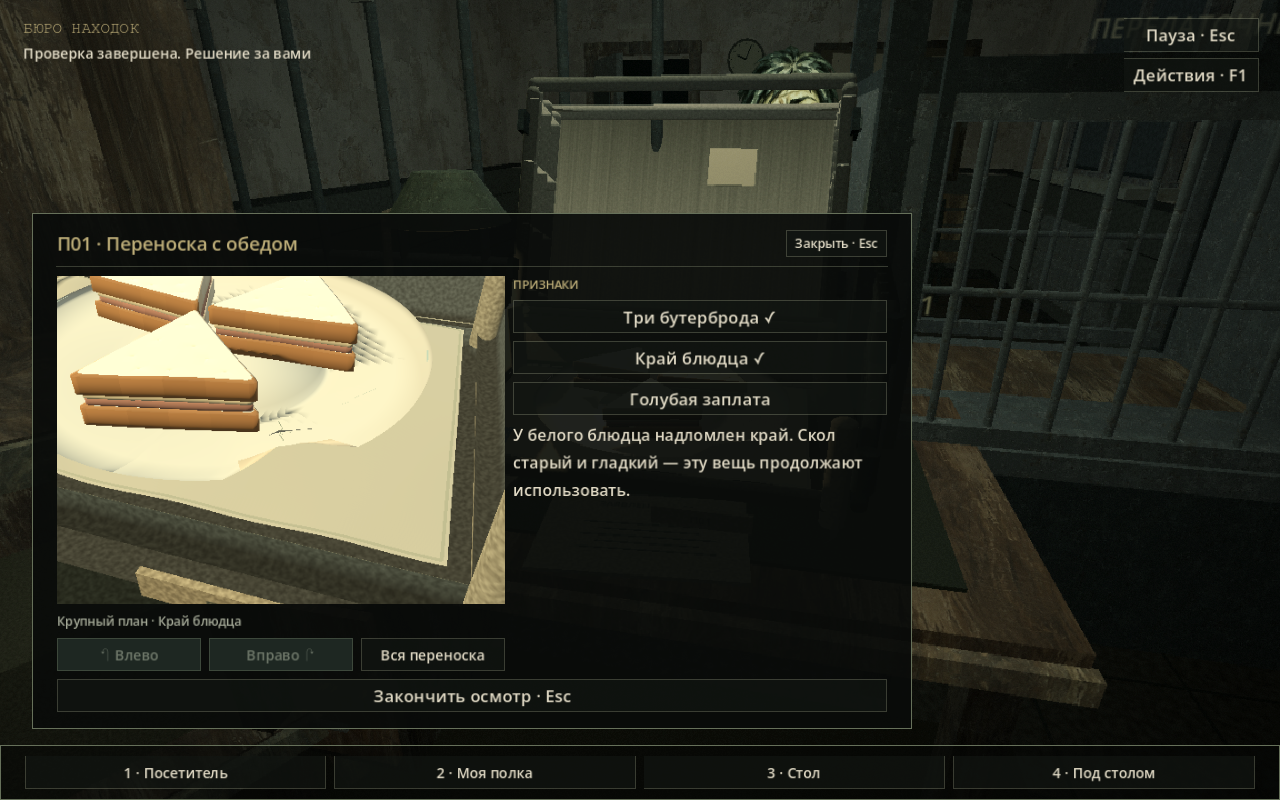 БЮРО НАХОДОК
Проверка завершена. Решение за вами
Пауза · Esc
Действия · F1
П01 · Переноска с обедом
Закрыть · Esc
ПРИЗНАКИ
Три бутерброда ✓
Край блюдца ✓
Голубая заплата
У белого блюдца надломлен край. Скол
старый и гладкий — эту вещь продолжают
использовать.
Крупный план · Край блюдца
Влево
Вправо
Вся переноска
Закончить осмотр · Esc
1 · Посетитель
2 · Моя полка
3 · Стол
4 · Под столом